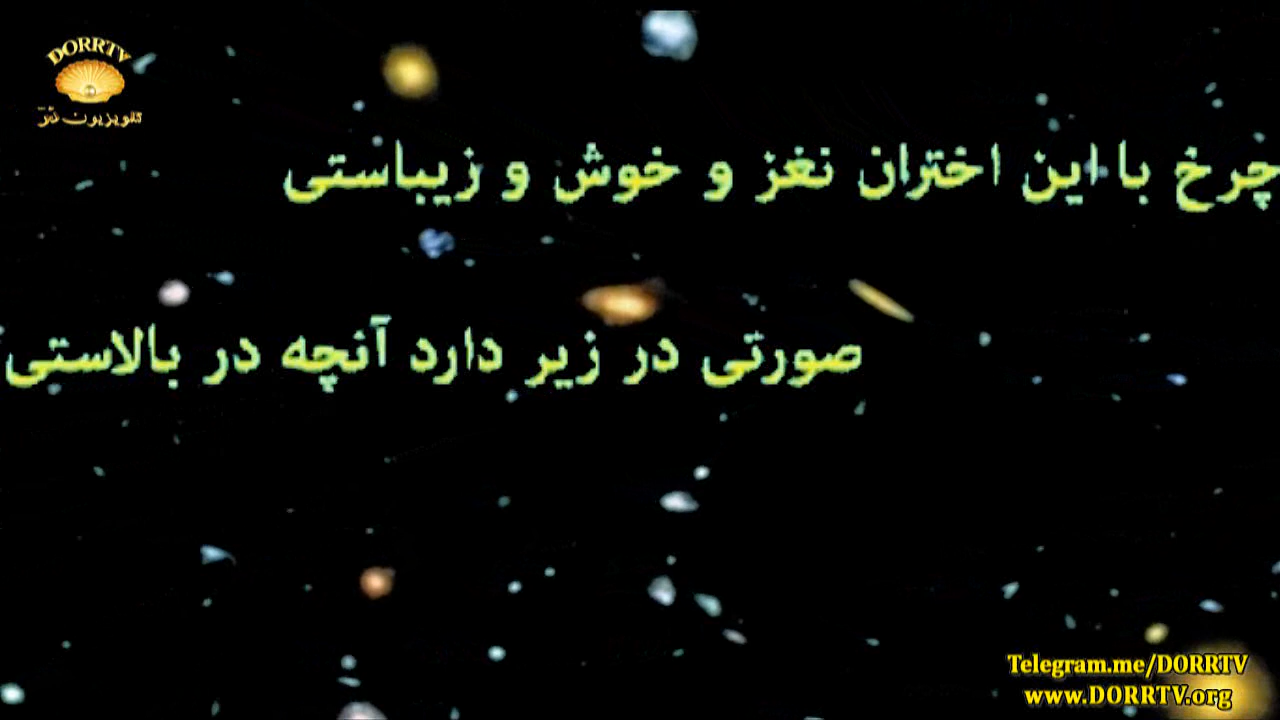 DORRTV
تلویزیون دُرّ
چرخ با این اختران نغز و خوش و زیباستی
صورتی در زیر دارد آنچه در بالاستی
Telegram.me/DORRTV
www.DORRTV.org